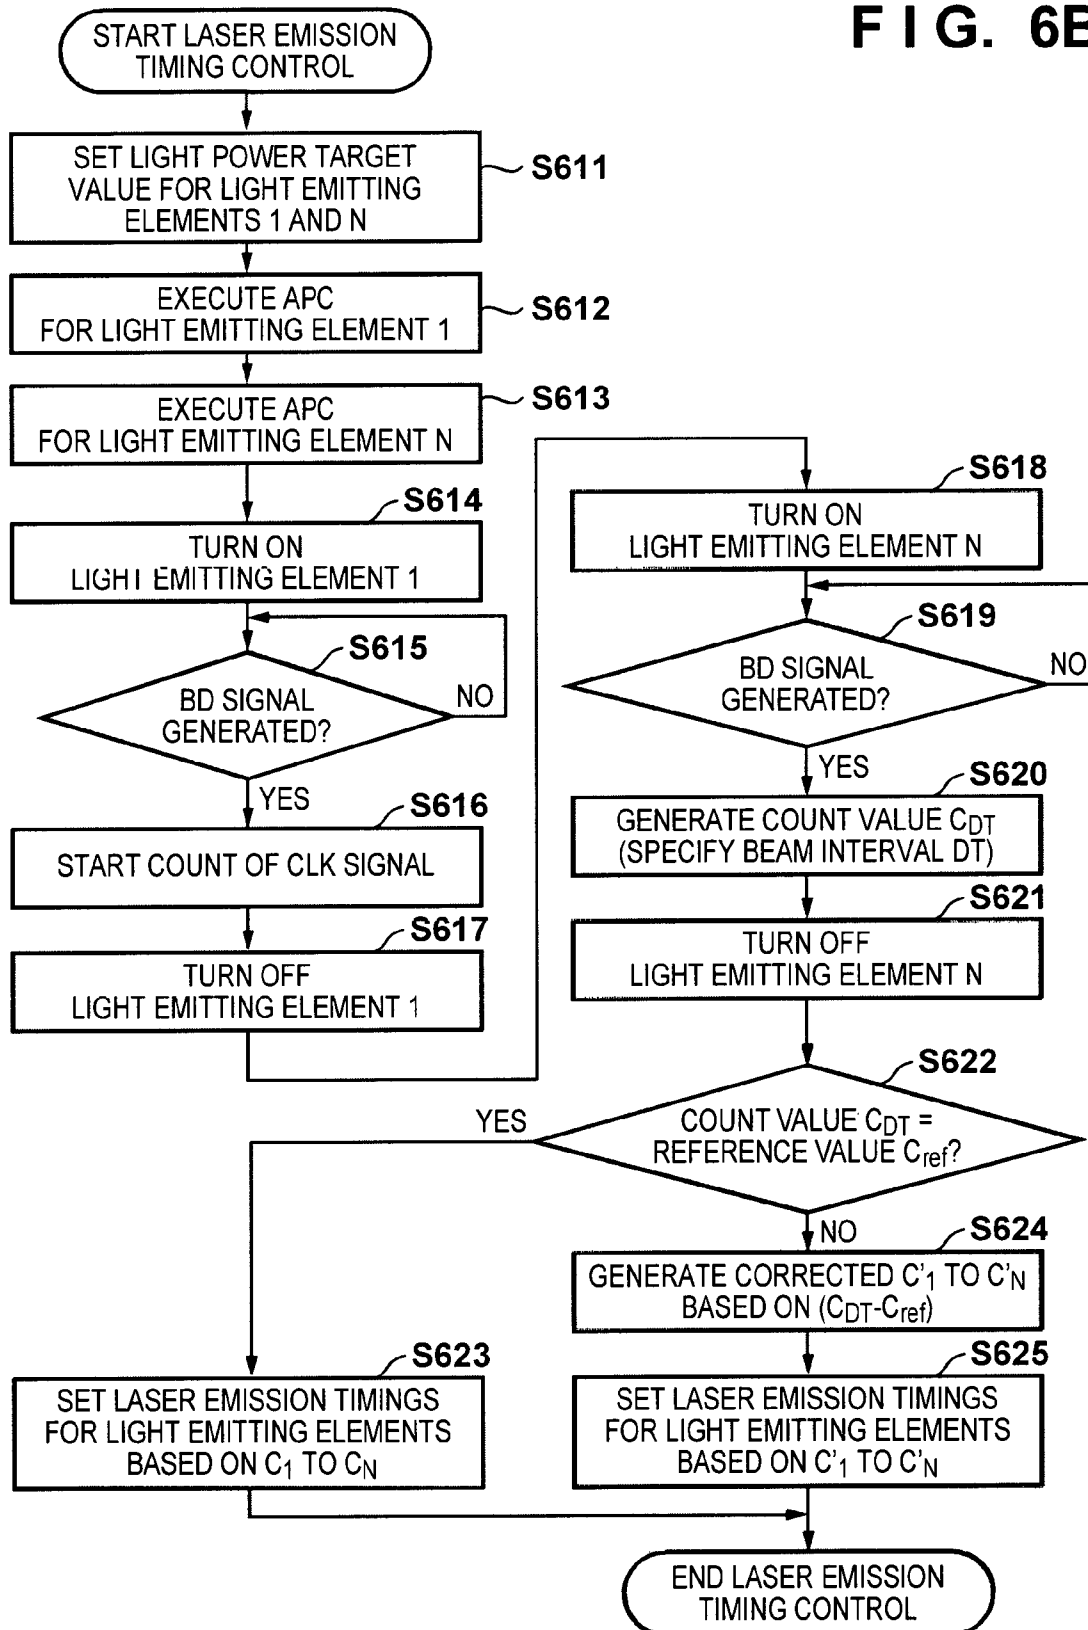 FIG. 6B
START LASER EMISSION
TIMING CONTROL
SET LIGHT POWER TARGET
VALUE FOR LIGHT EMITTING
ELEMENTS 1 AND N
S611
EXECUTE APC
FOR LIGHT EMITTING ELEMENT 1
S612
EXECUTE APC
FOR LIGHT EMITTING ELEMENT N
S613
S614
TURN ON
LIGHT EMITTING ELEMENT 1
S615
BD SIGNAL
GENERATED?
NO
YES
S616
START COUNT OF CLK SIGNAL
S617
TURN OFF
LIGHT EMITTING ELEMENT 1
S618
TURN ON
LIGHT EMITTING ELEMENT N
S619
BD SIGNAL
GENERATED?
NO
YES
S620
GENERATE COUNT VALUE CDT
(SPECIFY BEAM INTERVAL DT)
S621
TURN OFF
LIGHT EMITTING ELEMENT N
S622
COUNT VALUE CDT =
REFERENCE VALUE Cref?
YES
NO
S624
GENERATE CORRECTED C'1 TO C'N
BASED ON (CDT-Cref)
S623
SET LASER EMISSION TIMINGS
FOR LIGHT EMITTING ELEMENTS
BASED ON C1 TO CN
S625
SET LASER EMISSION TIMINGS
FOR LIGHT EMITTING ELEMENTS
BASED ON C'1 TO C'N
END LASER EMISSION
TIMING CONTROL